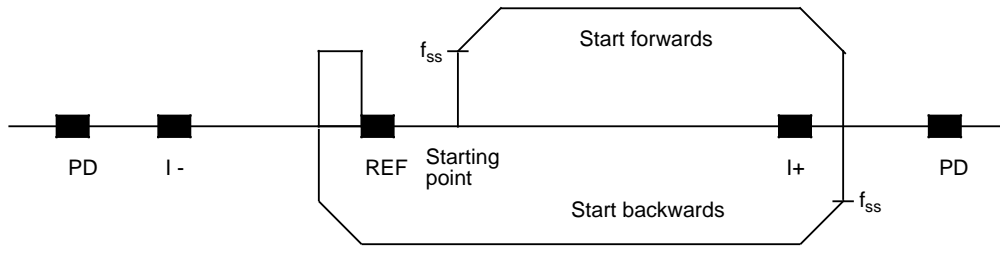 Start forwards
fss
PD
I -
REF
Starting
point
I+
PD
fss
Start backwards